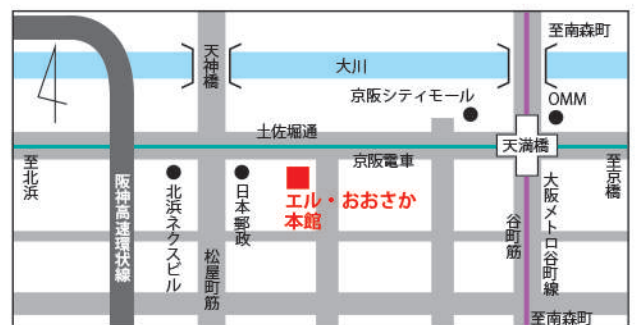 至南森町
天神橋
大川
京阪シティモール
OMM
土佐堀通
天満橋
京阪電車
至北浜
至京橋
阪神高速環状線
北浜ネクスビル
日本郵政
エル・おおさか
本館
松屋町筋
谷町筋
大阪メトロ谷町線
至南森町